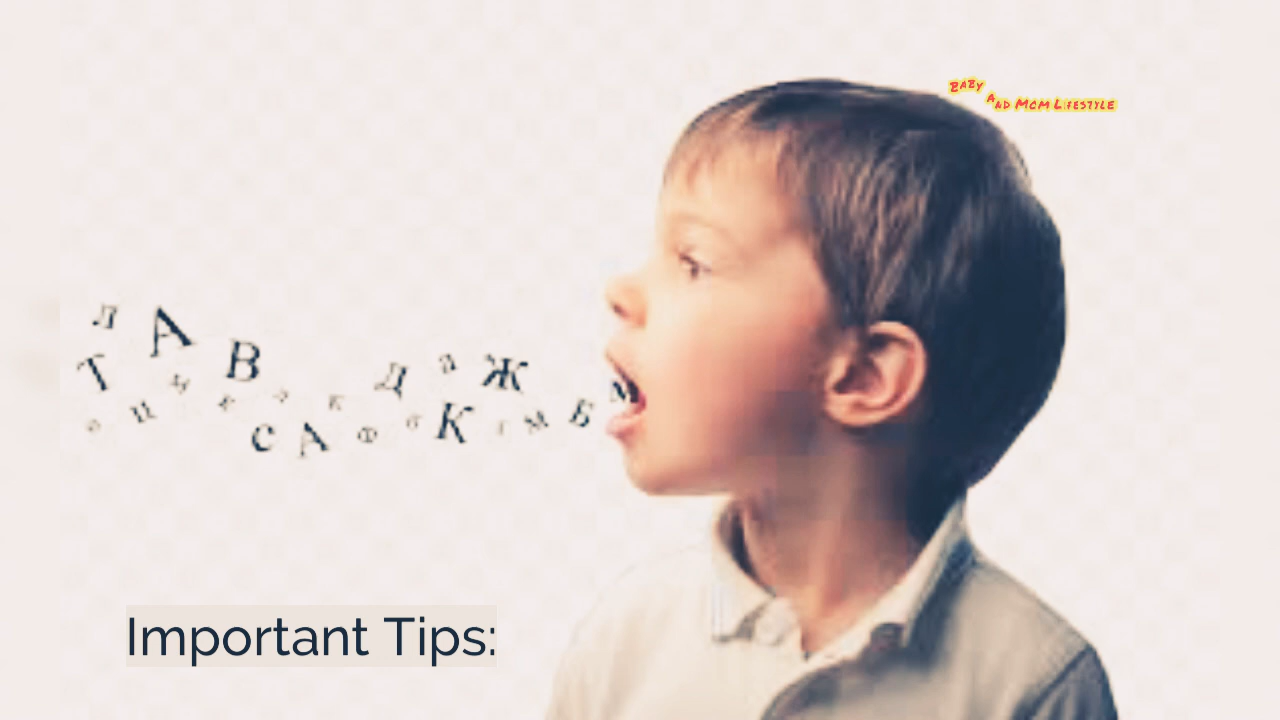 Baby And Mom Lifestyle
л А
Т В Д а Ж
С А Ф К м Б
Important Tips: